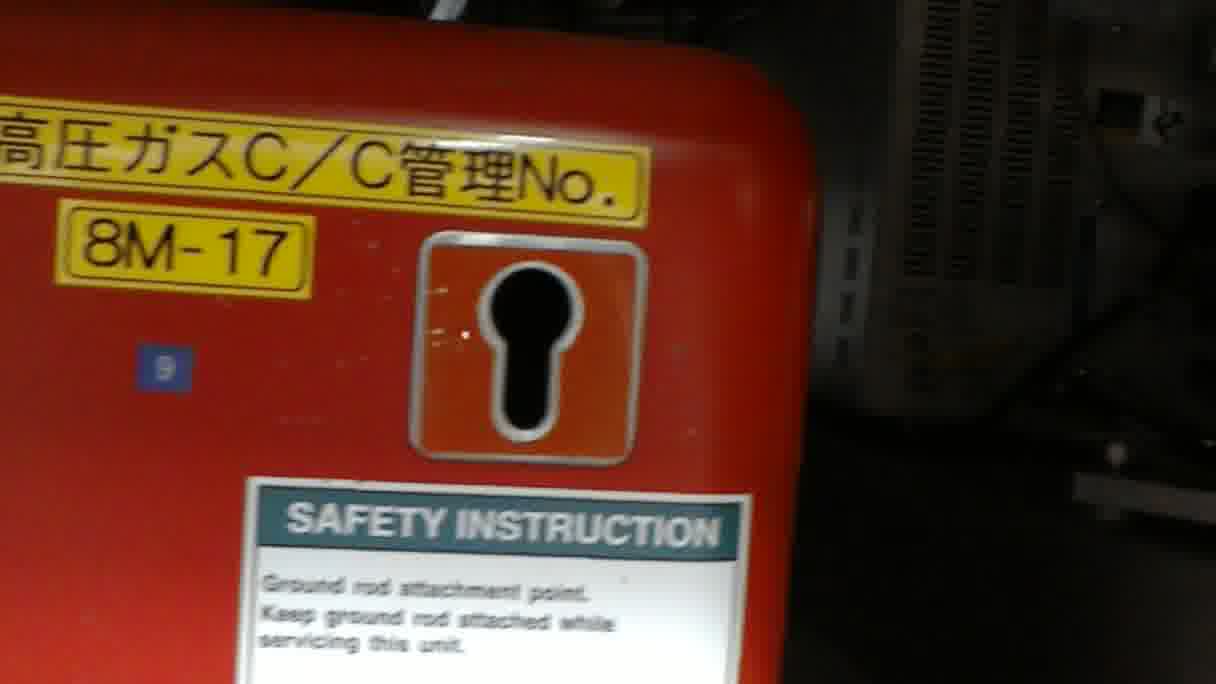 高圧ガスC/C管理No.
8M-17
9
SAFETY INSTRUCTION
Ground rod attachment point.
Keep ground rod attached while
servicing this unit.